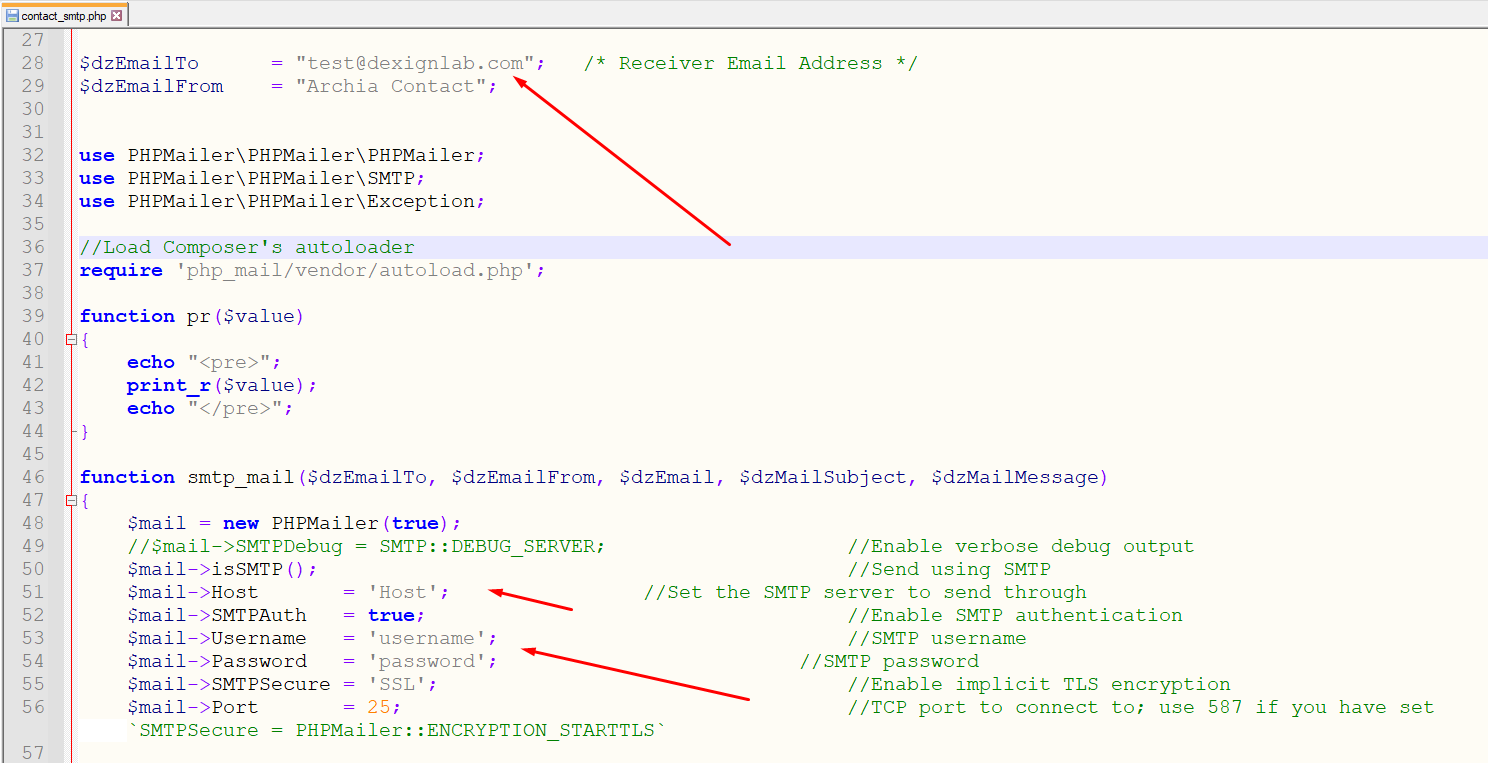 contact_smtp.php
27
28 $dzEmailTo      = "test@dexignlab.com";   /* Receiver Email Address */
29 $dzEmailFrom    = "Archia Contact";
30
31
32 use PHPMailer\PHPMailer\PHPMailer;
33 use PHPMailer\PHPMailer\SMTP;
34 use PHPMailer\PHPMailer\Exception;
35
36 //Load Composer's autoloader
37 require 'php_mail/vendor/autoload.php';
38
39 function pr($value)
40 {
41     echo "<pre>";
42     print_r($value);
43     echo "</pre>";
44 }
45
46 function smtp_mail($dzEmailTo, $dzEmailFrom, $dzEmail, $dzMailSubject, $dzMailMessage)
47 {
48     $mail = new PHPMailer(true);
49     //$mail->SMTPDebug = SMTP::DEBUG_SERVER;                    //Enable verbose debug output
50     $mail->isSMTP();                                            //Send using SMTP
51     $mail->Host       = 'Host';                //Set the SMTP server to send through
52     $mail->SMTPAuth   = true;                                   //Enable SMTP authentication
53     $mail->Username   = 'username';                             //SMTP username
54     $mail->Password   = 'password';                         //SMTP password
55     $mail->SMTPSecure = 'SSL';                                  //Enable implicit TLS encryption
56     $mail->Port       = 25;                                     //TCP port to connect to; use 587 if you have set
    `SMTPSecure = PHPMailer::ENCRYPTION_STARTTLS`
57